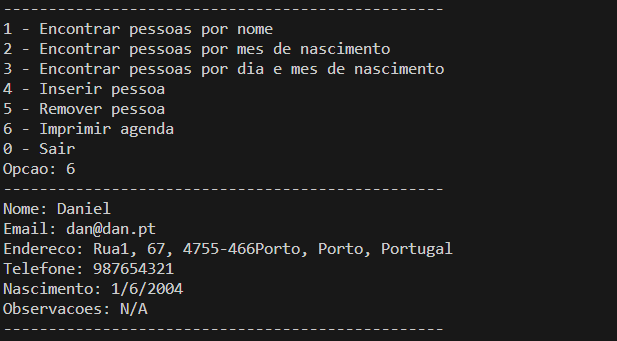 -------------------------------------------------
1 - Encontrar pessoas por nome
2 - Encontrar pessoas por mes de nascimento
3 - Encontrar pessoas por dia e mes de nascimento
4 - Inserir pessoa
5 - Remover pessoa
6 - Imprimir agenda
0 - Sair
Opcao: 6
-------------------------------------------------
Nome: Daniel
Email: dan@dan.pt
Endereco: Rua1, 67, 4755-466Porto, Porto, Portugal
Telefone: 987654321
Nascimento: 1/6/2004
Observacoes: N/A
-------------------------------------------------